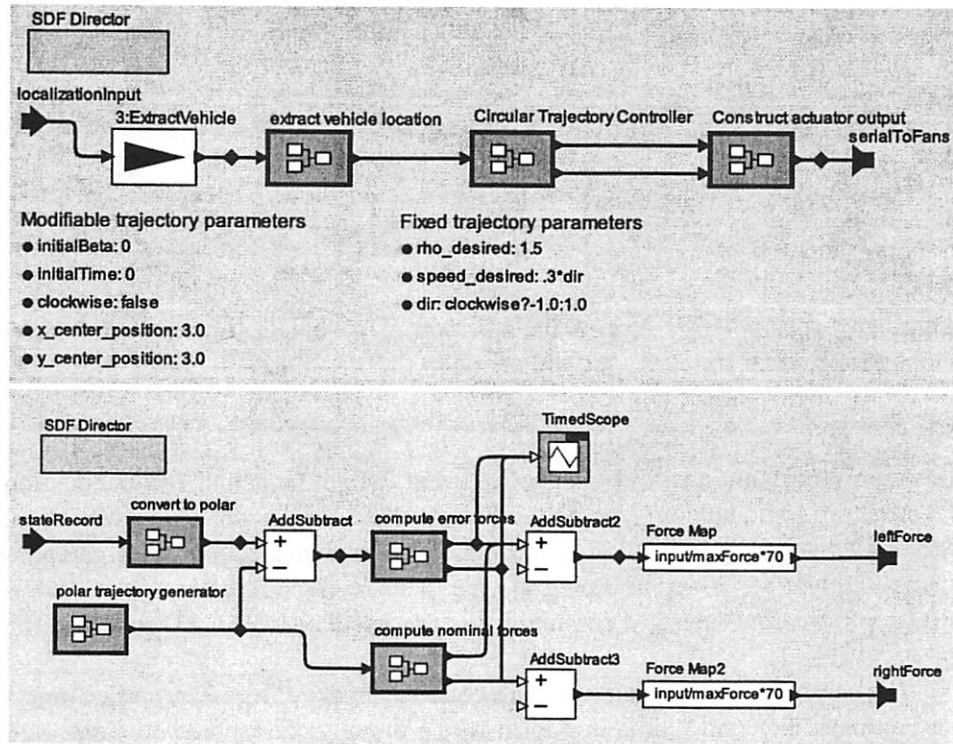 SDF Director
localizationInput
3:ExtractVehicle
extract vehicle location
Circular Trajectory Controller
Construct actuator output
serialToFans
Modifiable trajectory parameters
initialBeta: 0
initialTime: 0
clockwise: false
x_center_position: 3.0
y_center_position: 3.0
Fixed trajectory parameters
rho_desired: 1.5
speed_desired: .3*dir
dir: clockwise?-1.0:1.0
SDF Director
TimedScope
stateRecord
convert to polar
AddSubtract
+
−
compute error forces
AddSubtract2
+
−
Force Map
input/maxForce*70
leftForce
polar trajectory generator
compute nominal forces
AddSubtract3
+
−
Force Map2
input/maxForce*70
rightForce